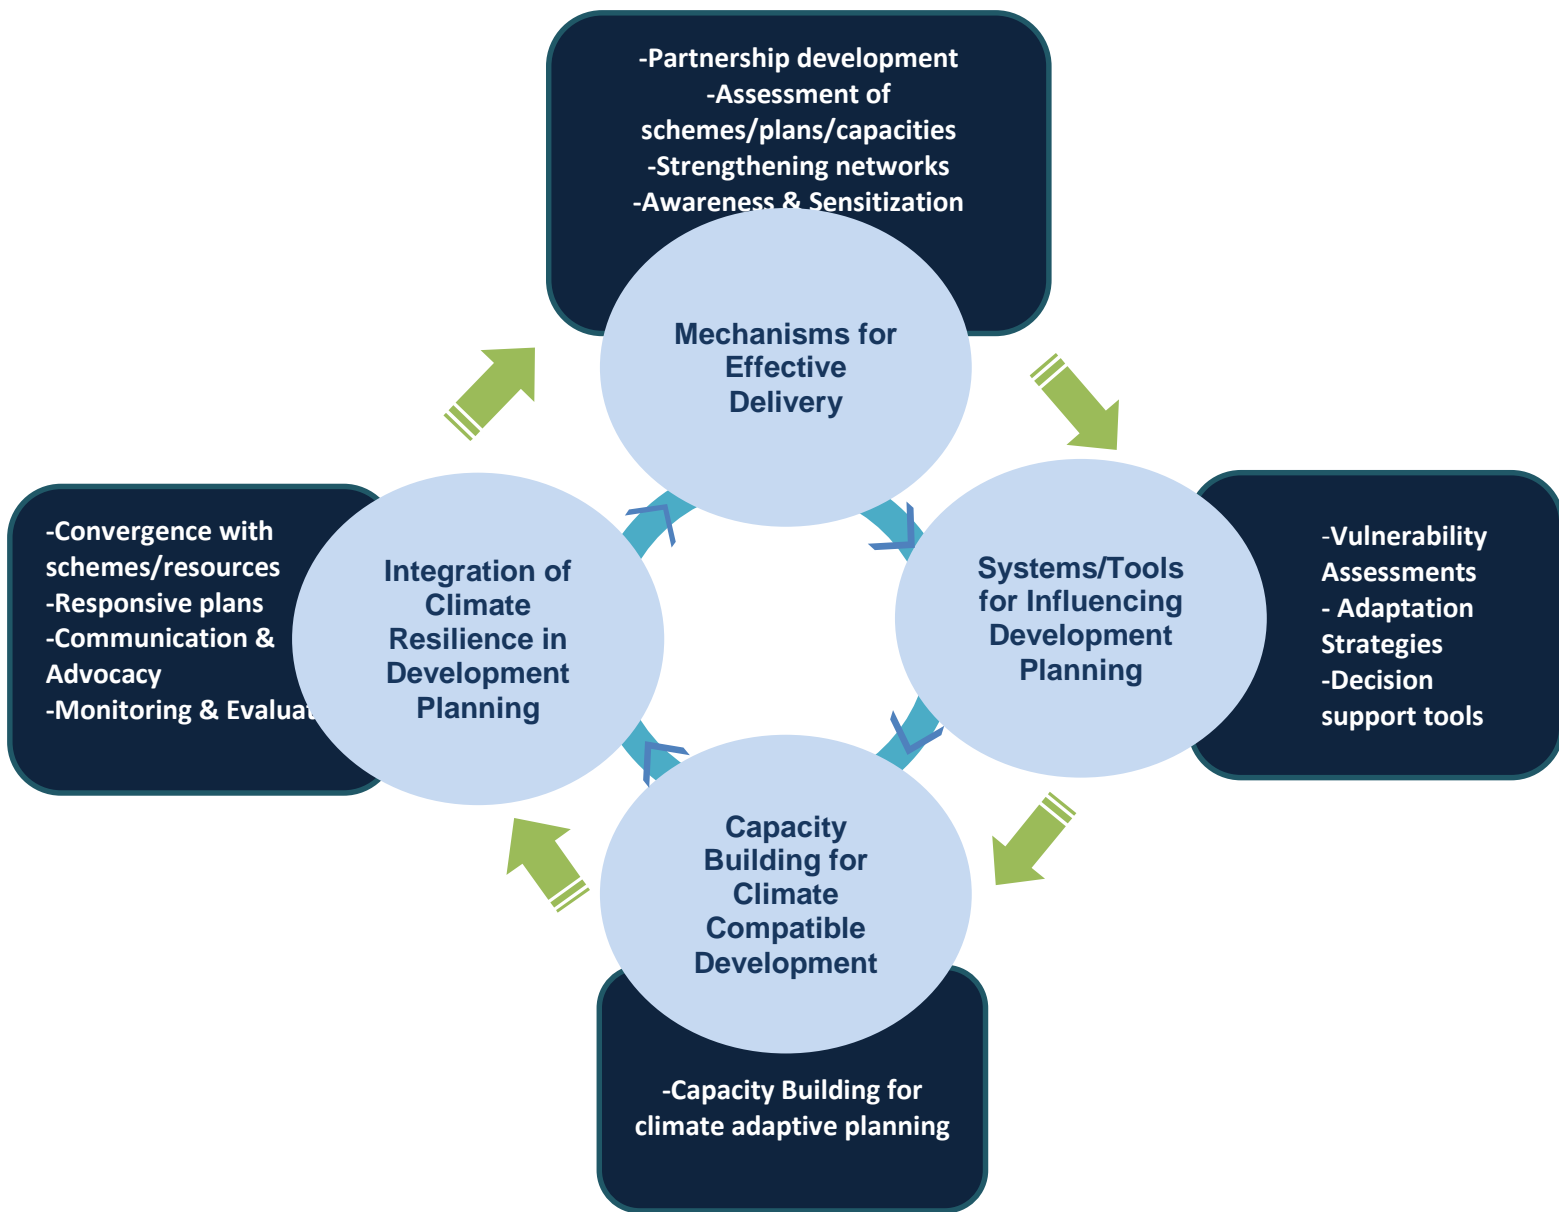 -Partnership development
-Assessment of
schemes/plans/capacities
-Strengthening networks
-Awareness & Sensitization
Mechanisms for
Effective
Delivery
Systems/Tools
for Influencing
Development
Planning
-Vulnerability
Assessments
- Adaptation
Strategies
-Decision
support tools
Capacity
Building for
Climate
Compatible
Development
-Capacity Building for
climate adaptive planning
Integration of
Climate
Resilience in
Development
Planning
-Convergence with
schemes/resources
-Responsive plans
-Communication &
Advocacy
-Monitoring &